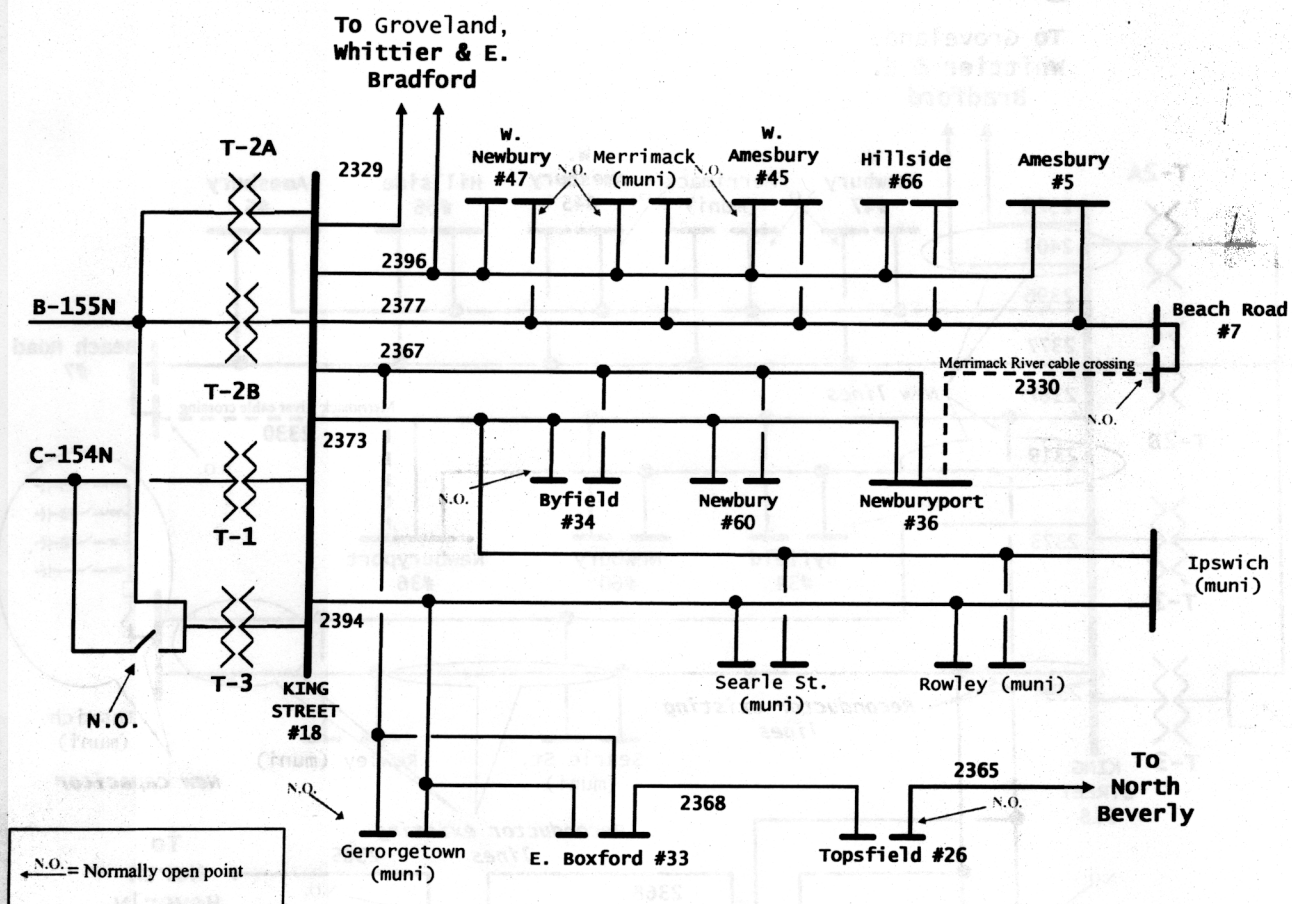 To Groveland,
Whittier & E.
Bradford
T-2A
2329
W.
Newbury
#47
N.O.
Merrimack
(muni)
N.O.
W.
Amesbury
#45
Hillside
#66
Amesbury
#5
2396
B-155N
2377
Beach Road
#7
2367
Merrimack River cable crossing
2330
N.O.
T-2B
2373
C-154N
N.O.
Byfield
#34
Newbury
#60
Newburyport
#36
T-1
Ipswich
(muni)
2394
T-3
KING
STREET
#18
N.O.
Searle St.
(muni)
Rowley (muni)
N.O.
2368
2365
N.O.
To
North
Beverly
Gerorgetown
(muni)
E. Boxford #33
Topsfield #26
N.O. = Normally open point